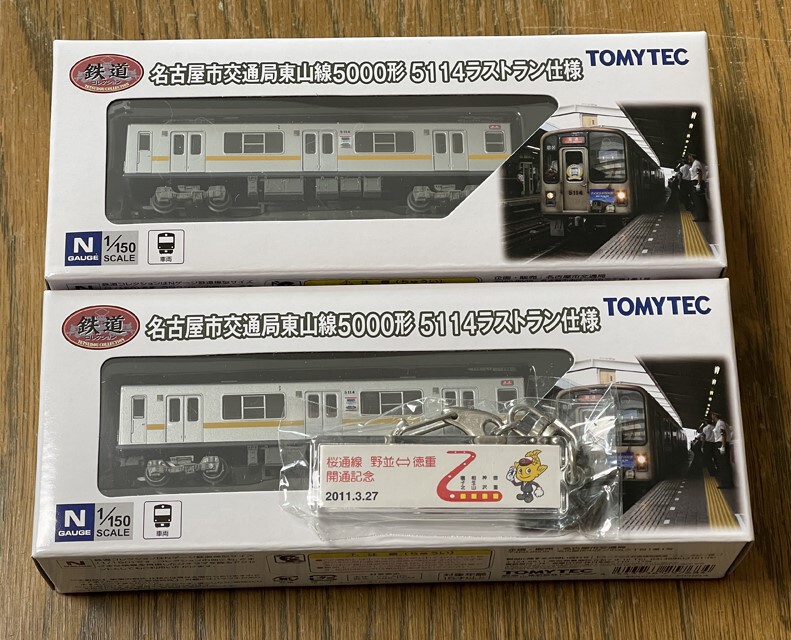 鉄道
コレクション
名古屋市交通局東山線5000形 5114ラストラン仕様
TOMYTEC
5114
N
GAUGE
1/150
SCALE
車両
鉄道
コレクション
名古屋市交通局東山線5000形 5114ラストラン仕様
TOMYTEC
5114
桜通線 野並⇔徳重
開通記念
2011.3.27
N
GAUGE
1/150
SCALE
車両
TOMYTEC